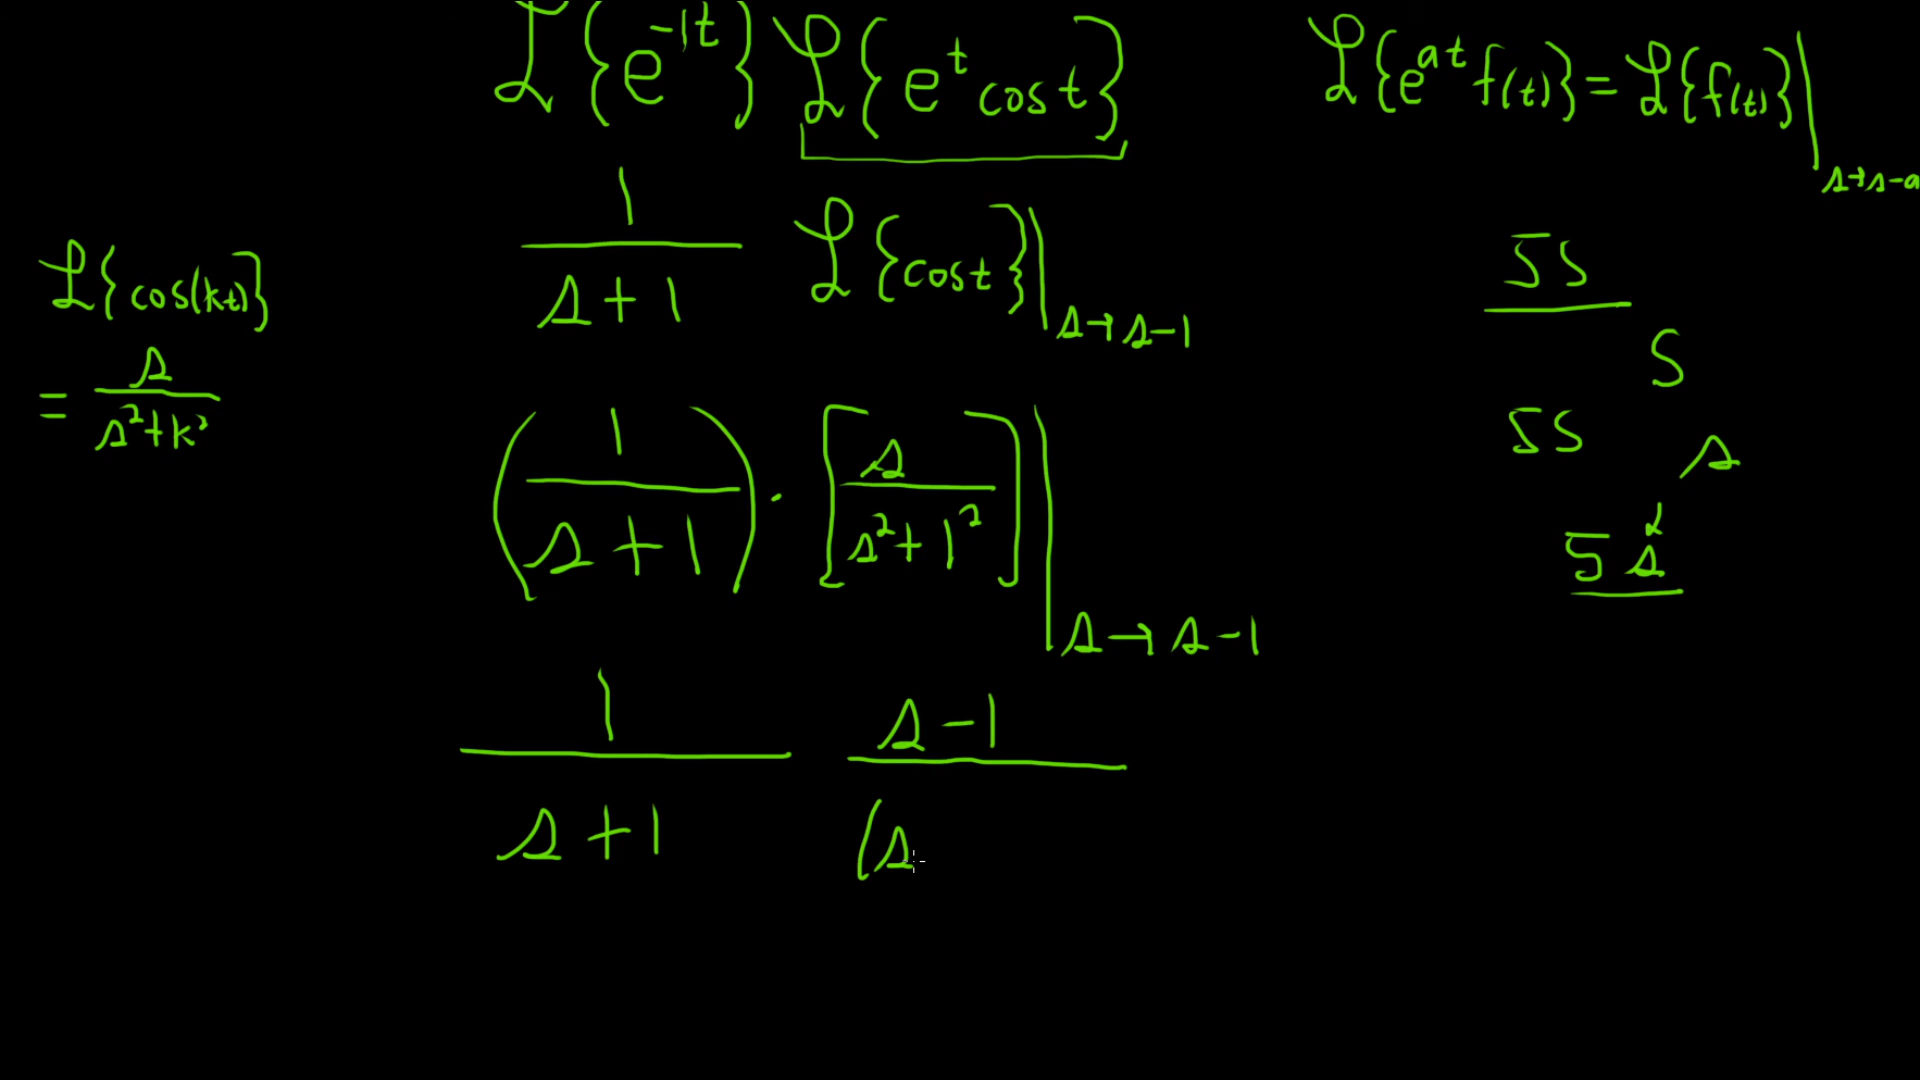 ℒ{e^{-1t}} ℒ{e^t cos t}
ℒ{e^{at} f(t)} = ℒ{f(t)}|_{s→s-a}
1/(s+1) ℒ{cos t}|_{s→s-1}
ℒ{cos(kt)}
= s/(s²+k²)
(1/(s+1)) · [s/(s²+1²)]|_{s→s-1}
1/(s+1) (s-1)/(s
5S
S
5S s
5s²